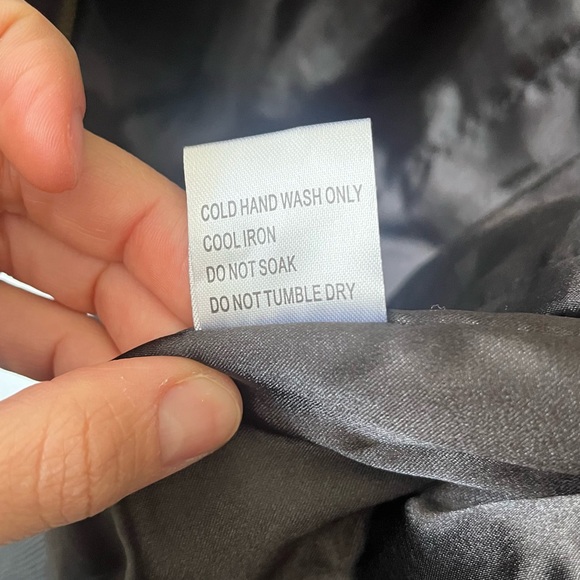 COLD HAND WASH ONLY
COOL IRON
DO NOT SOAK
DO NOT TUMBLE DRY